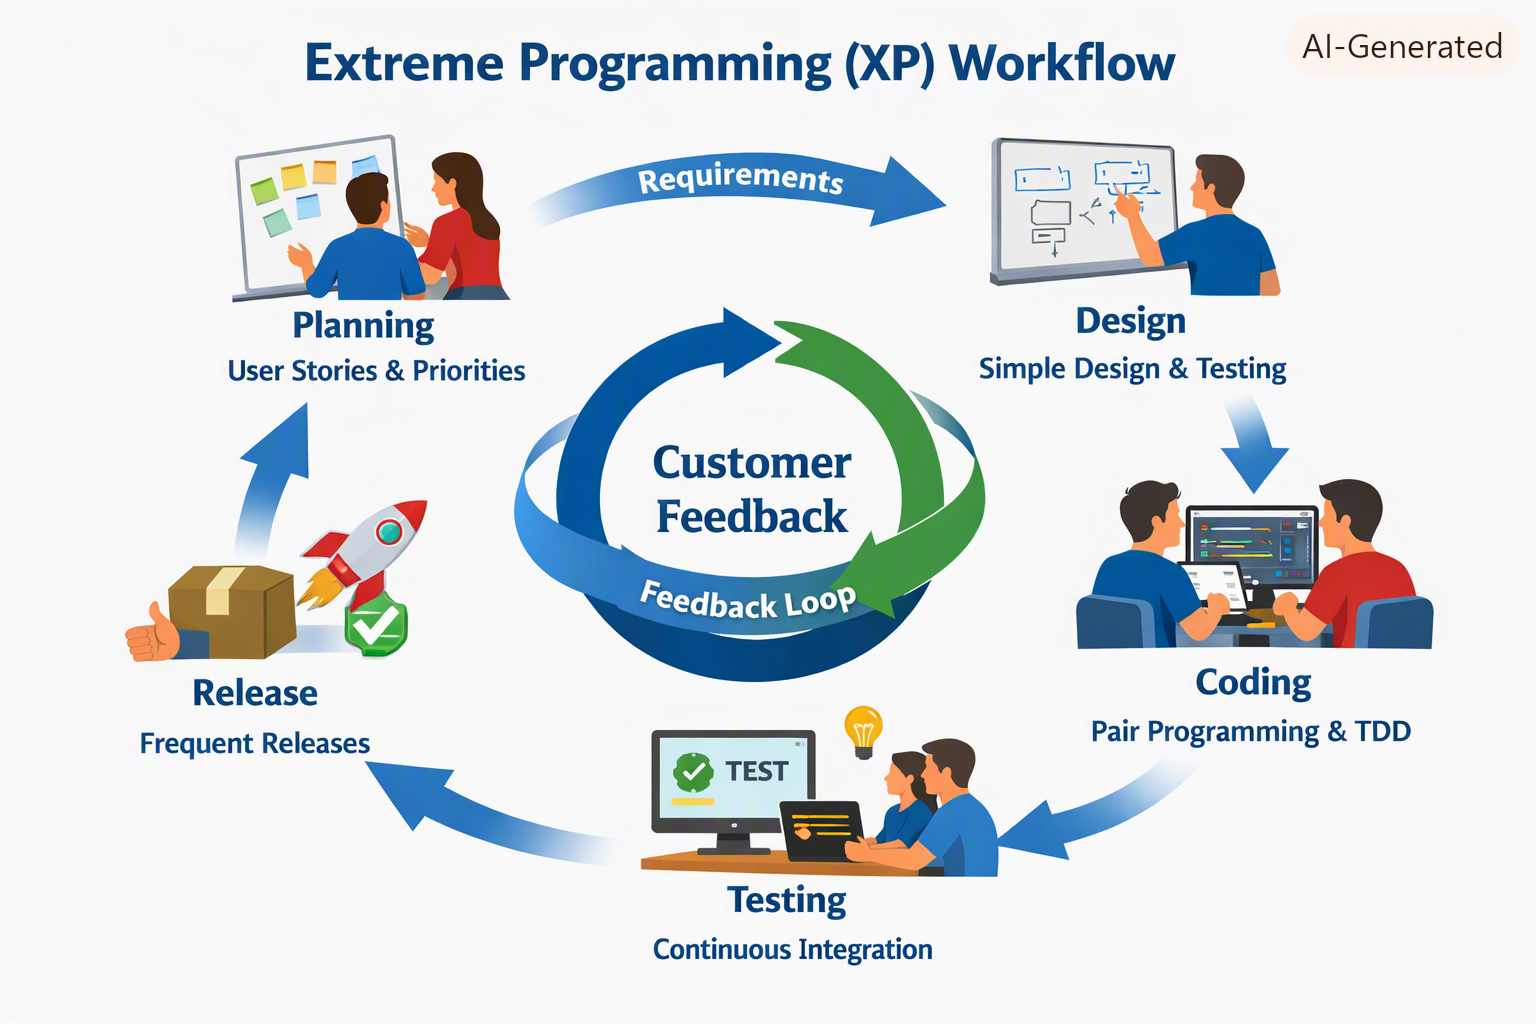 Extreme Programming (XP) Workflow
AI-Generated
Requirements
Planning
User Stories & Priorities
Design
Simple Design & Testing
Customer
Feedback
Feedback Loop
Release
Frequent Releases
Coding
Pair Programming & TDD
TEST
Testing
Continuous Integration